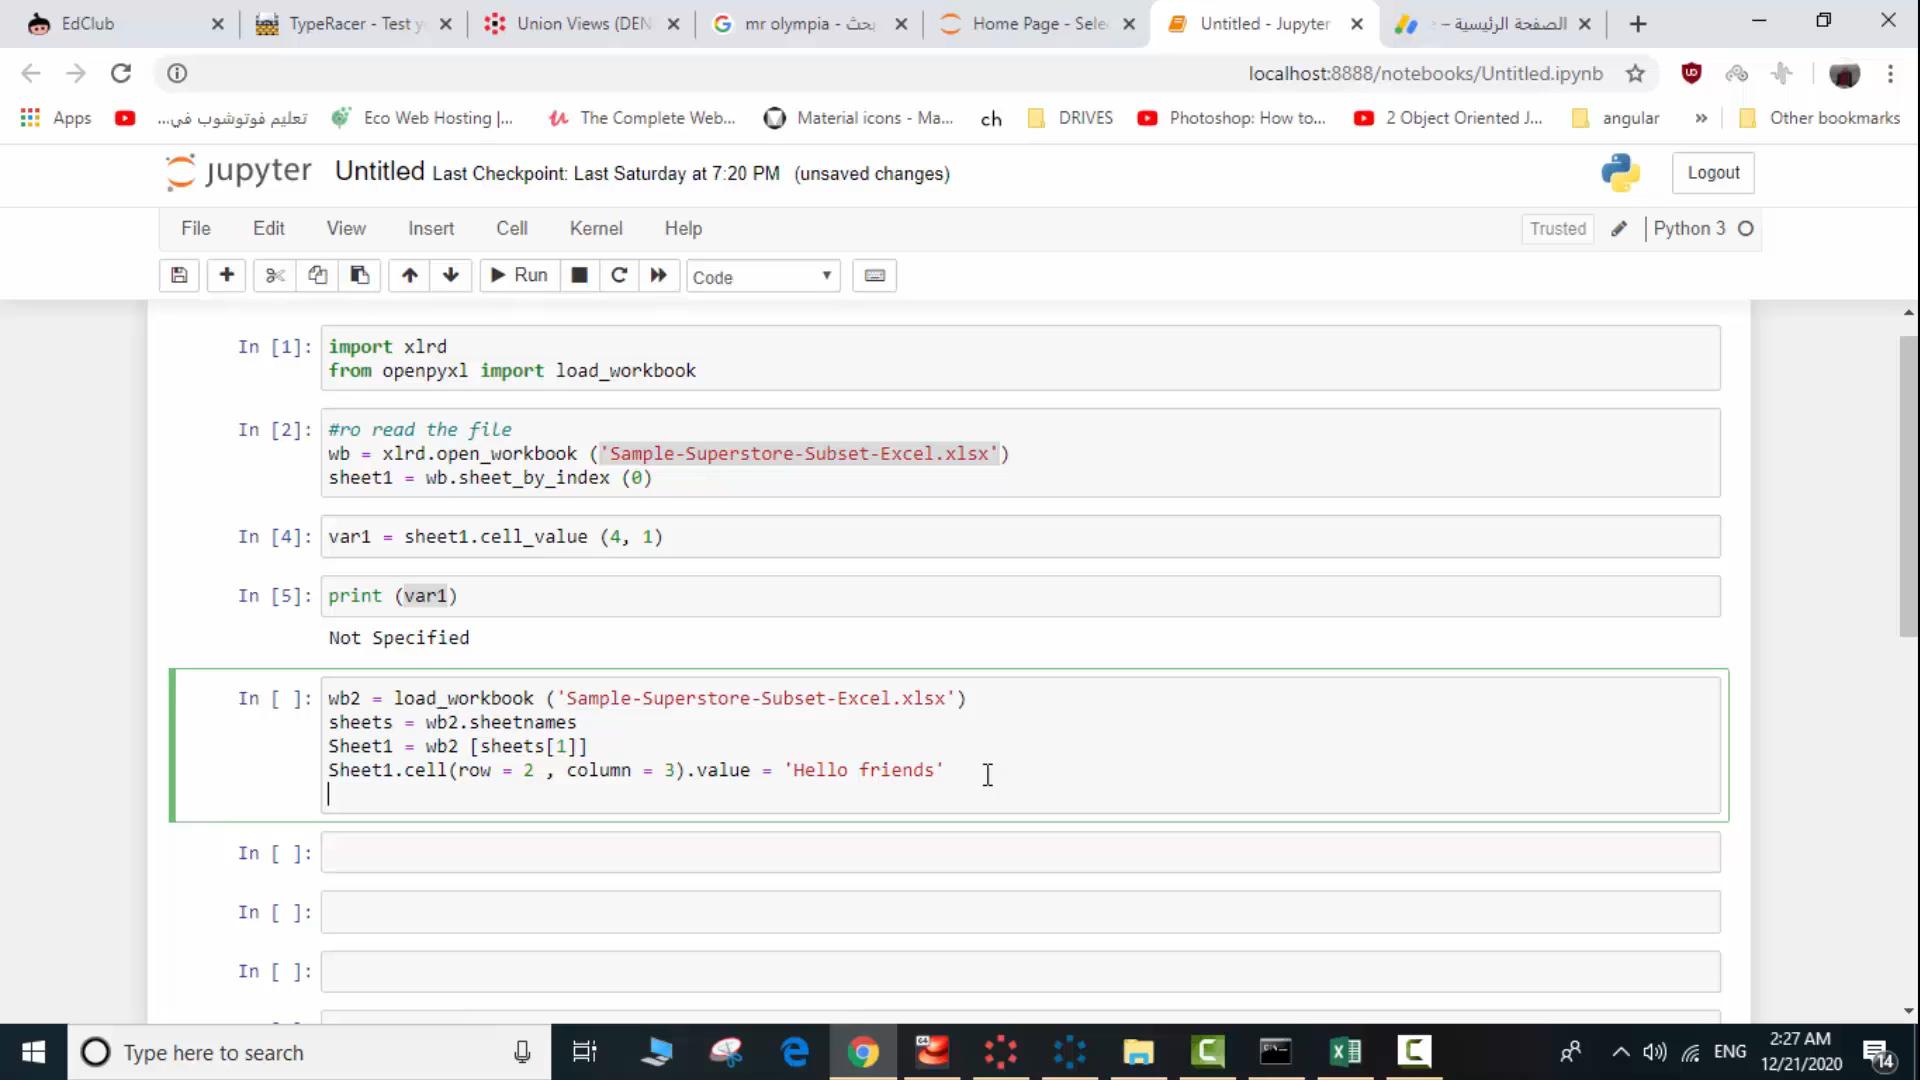 EdClub
TypeRacer - Test y
Union Views (DEN
mr olympia - بحث
Home Page - Sele
Untitled - Jupyter
الصفحة الرئيسية –
localhost:8888/notebooks/Untitled.ipynb
Apps
تعليم فوتوشوب في...
Eco Web Hosting |...
The Complete Web...
Material icons - Ma...
ch
DRIVES
Photoshop: How to...
2 Object Oriented J...
angular
»
Other bookmarks
jupyter
Untitled Last Checkpoint: Last Saturday at 7:20 PM (unsaved changes)
Logout
File Edit View Insert Cell Kernel Help
Trusted
Python 3
Run
Code
In [1]:
import xlrd
from openpyxl import load_workbook
In [2]:
#ro read the file
wb = xlrd.open_workbook ('Sample-Superstore-Subset-Excel.xlsx')
sheet1 = wb.sheet_by_index (0)
In [4]:
var1 = sheet1.cell_value (4, 1)
In [5]:
print (var1)
Not Specified
In [ ]:
wb2 = load_workbook ('Sample-Superstore-Subset-Excel.xlsx')
sheets = wb2.sheetnames
Sheet1 = wb2 [sheets[1]]
Sheet1.cell(row = 2 , column = 3).value = 'Hello friends'
In [ ]:
In [ ]:
In [ ]:
Type here to search
ENG
2:27 AM
12/21/2020
14